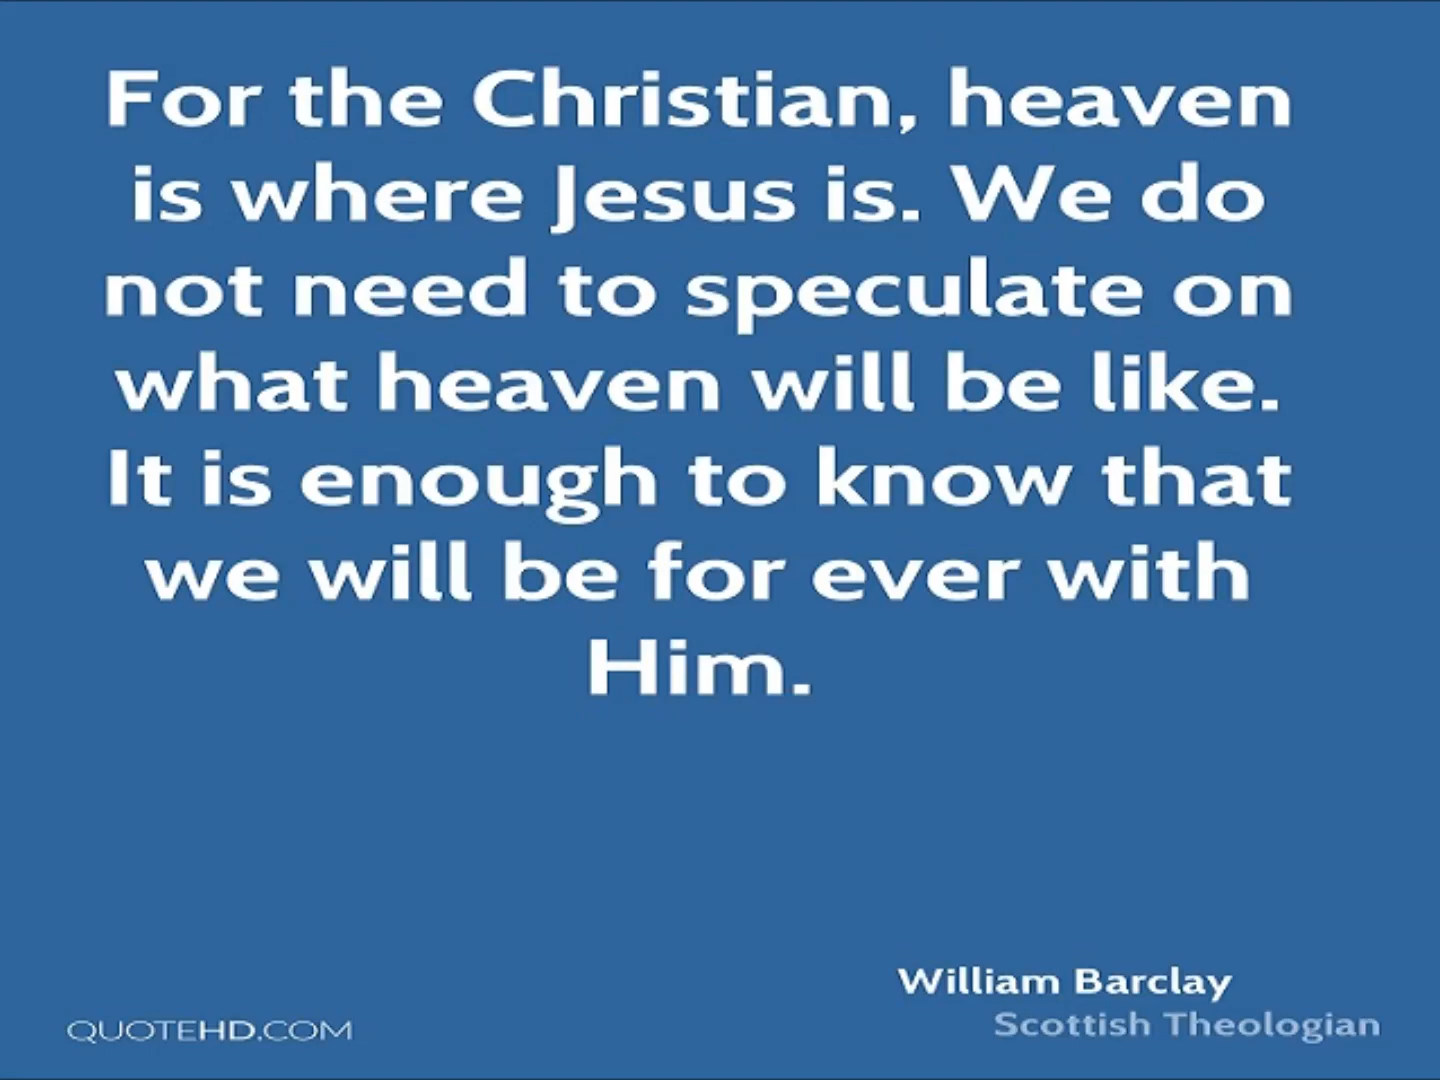 For the Christian, heaven
is where Jesus is. We do
not need to speculate on
what heaven will be like.
It is enough to know that
we will be for ever with
Him.
William Barclay
Scottish Theologian
QUOTEHD.COM